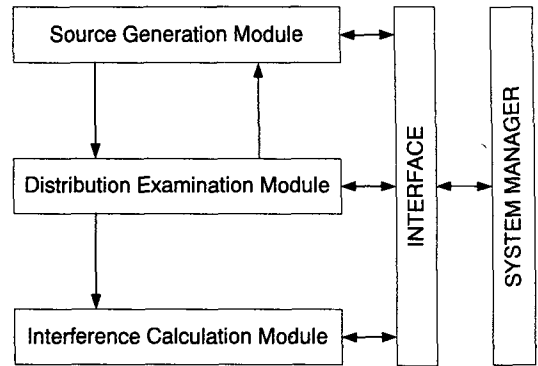 Source Generation Module
Distribution Examination Module
Interference Calculation Module
INTERFACE
SYSTEM MANAGER